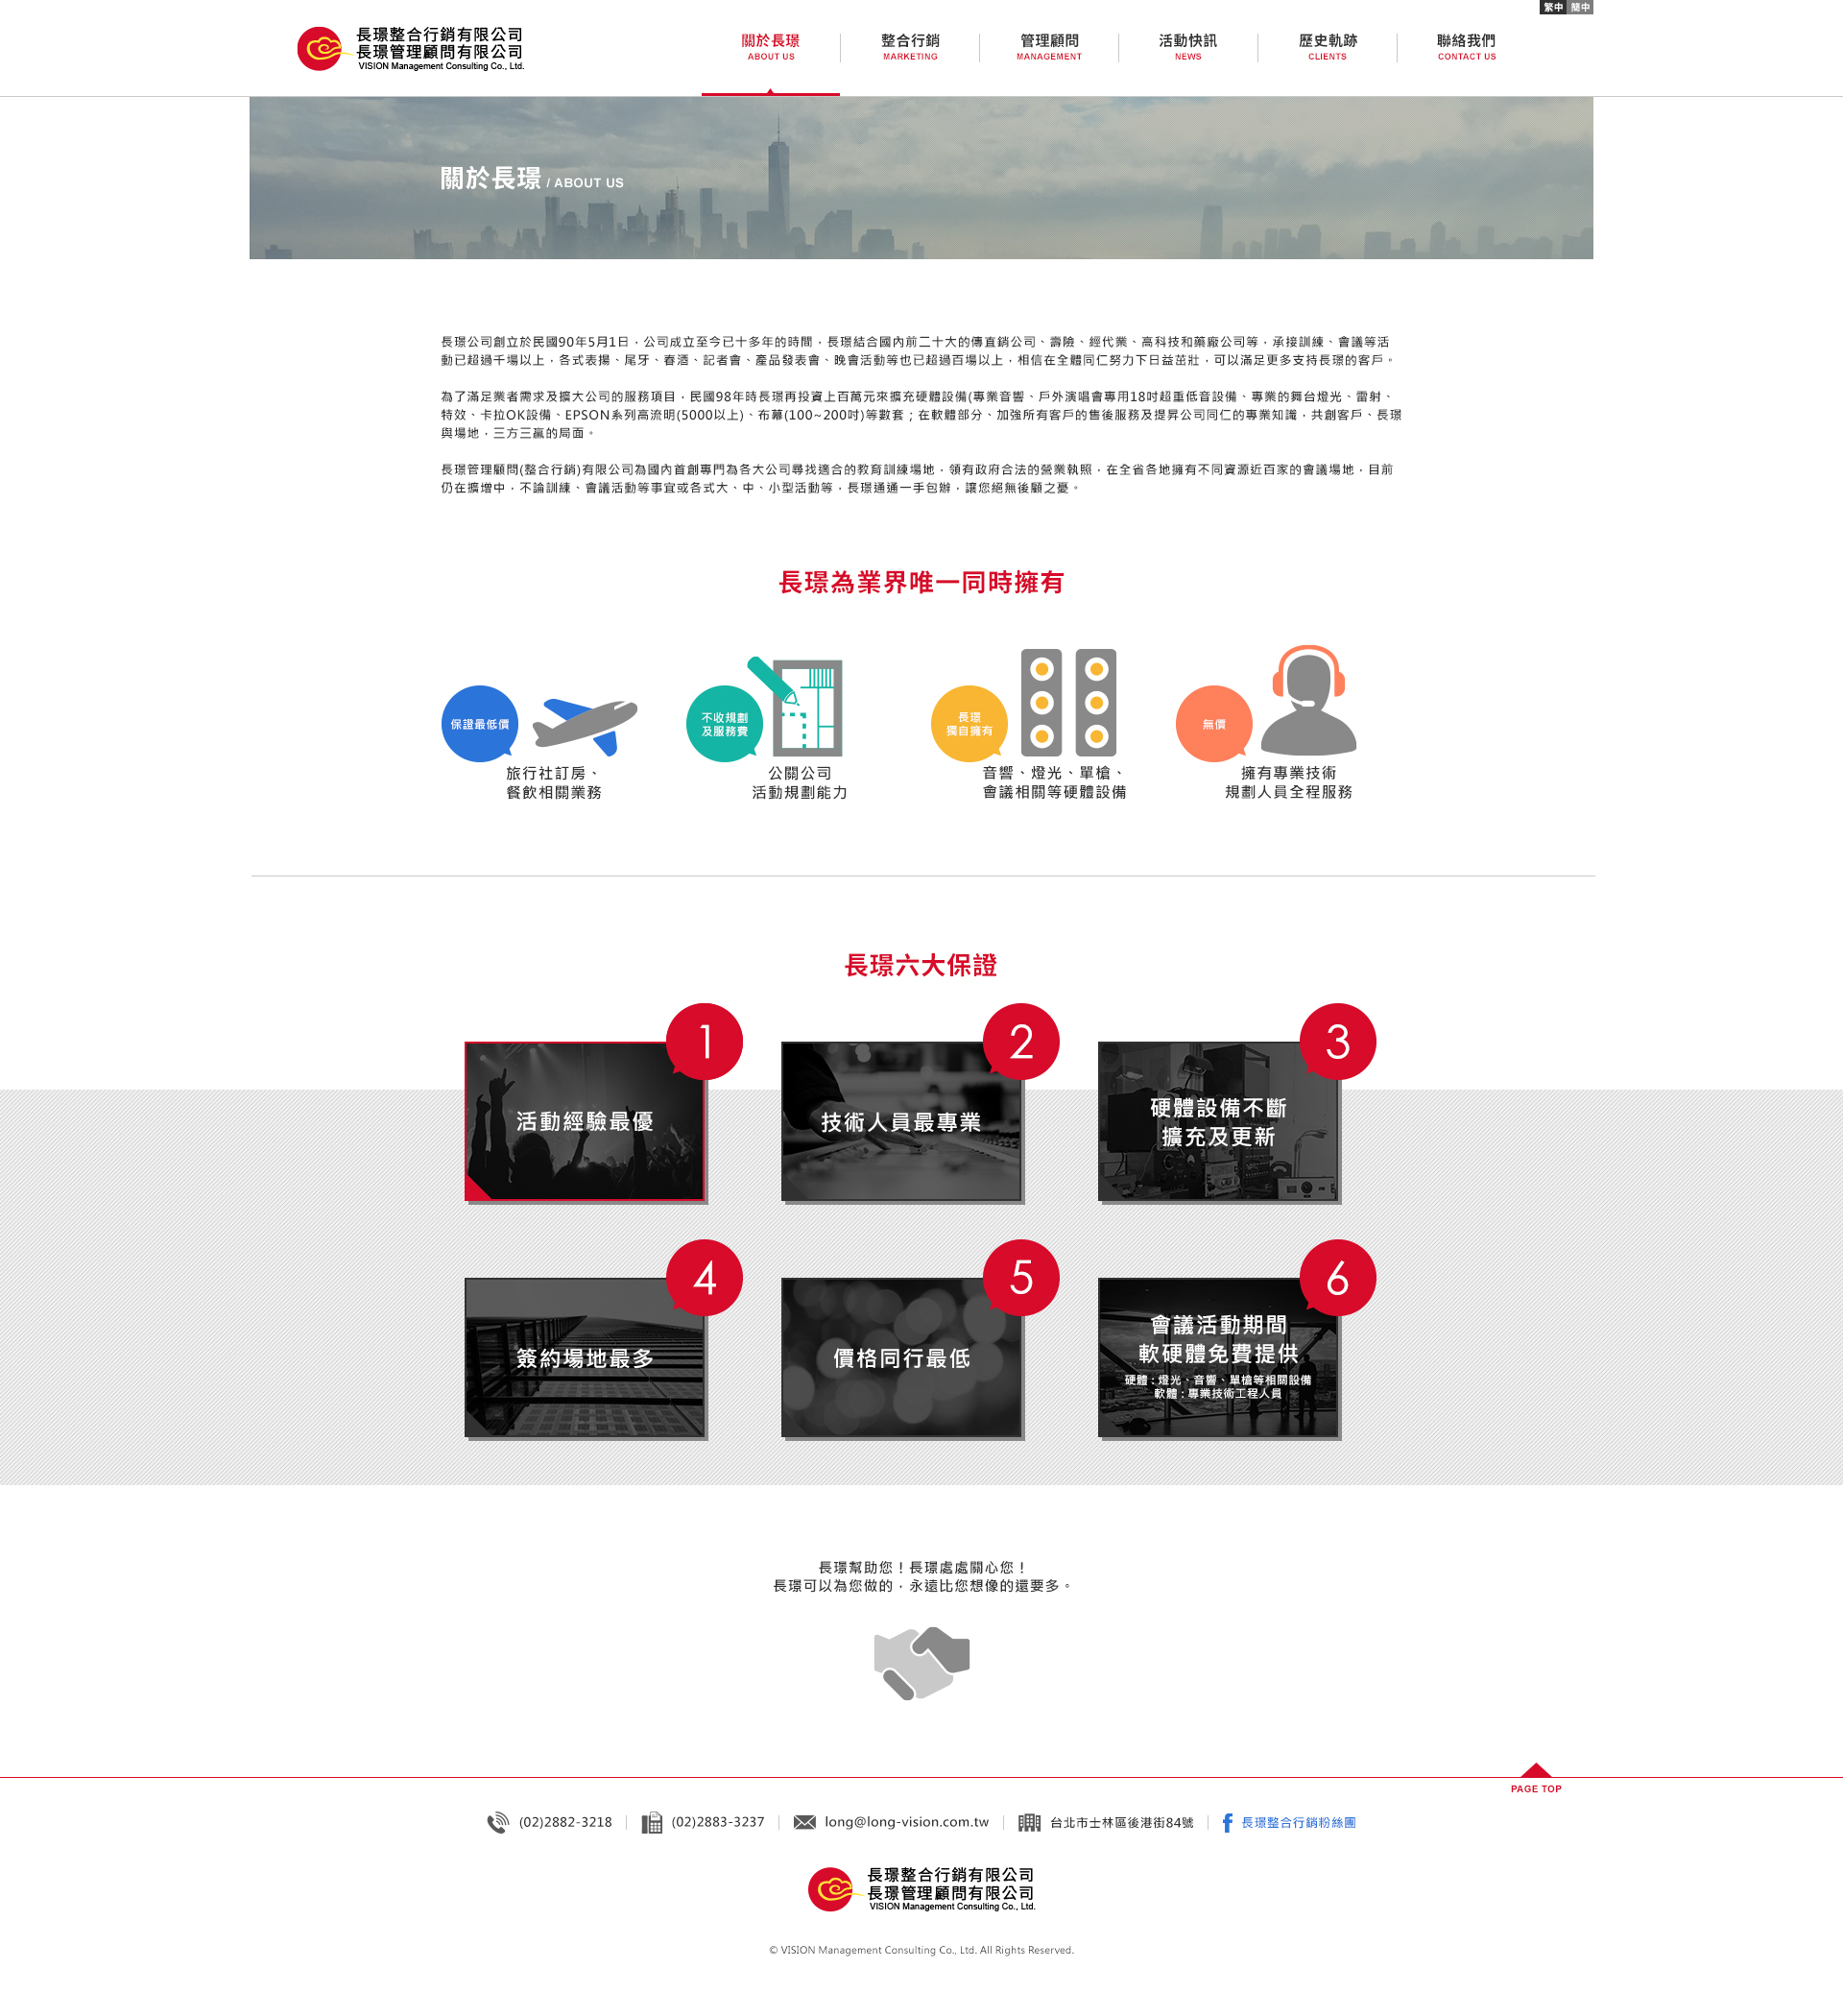 繁中 簡中
長璟整合行銷有限公司
長璟管理顧問有限公司
VISION Management Consulting Co., Ltd.
關於長璟 整合行銷 管理顧問 活動快訊 歷史軌跡 聯絡我們
ABOUT US MARKETING MANAGEMENT NEWS CLIENTS CONTACT US
關於長璟 / ABOUT US
長璟公司創立於民國90年5月1日，公司成立至今已十多年的時間，長璟結合國內前二十大的傳直銷公司、壽險、經代業、高科技和藥廠公司等，承接訓練、會議等活
動已超過千場以上，各式表揚、尾牙、春酒、記者會、產品發表會、晚會活動等也已超過百場以上，相信在全體同仁努力下日益茁壯，可以滿足更多支持長璟的客戶。
為了滿足業者需求及擴大公司的服務項目，民國98年時長璟再投資上百萬元來擴充硬體設備(專業音響、戶外演唱會專用18吋超重低音設備、專業的舞台燈光、雷射、
特效、卡拉OK設備、EPSON系列高流明(5000以上)、布幕(100~200吋)等數套；在軟體部分、加強所有客戶的售後服務及提昇公司同仁的專業知識，共創客戶、長璟
與場地，三方三贏的局面。
長璟管理顧問(整合行銷)有限公司為國內首創專門為各大公司尋找適合的教育訓練場地，領有政府合法的營業執照，在全省各地擁有不同資源近百家的會議場地，目前
仍在擴增中，不論訓練、會議活動等事宜或各式大、中、小型活動等，長璟通通一手包辦，讓您絕無後顧之憂。
長璟為業界唯一同時擁有
保證最低價
旅行社訂房、
餐飲相關業務
不收規劃
及服務費
公關公司
活動規劃能力
長璟
獨自擁有
音響、燈光、單槍、
會議相關等硬體設備
無價
擁有專業技術
規劃人員全程服務
長璟六大保證
1
活動經驗最優
2
技術人員最專業
3
硬體設備不斷
擴充及更新
4
簽約場地最多
5
價格同行最低
6
會議活動期間
軟硬體免費提供
硬體：燈光、音響、單槍等相關設備
軟體：專業技術工程人員
長璟幫助您！長璟處處關心您！
長璟可以為您做的，永遠比您想像的還要多。
PAGE TOP
(02)2882-3218 (02)2883-3237 long@long-vision.com.tw 台北市士林區後港街84號 長璟整合行銷粉絲團
長璟整合行銷有限公司
長璟管理顧問有限公司
VISION Management Consulting Co., Ltd.
© VISION Management Consulting Co., Ltd. All Rights Reserved.